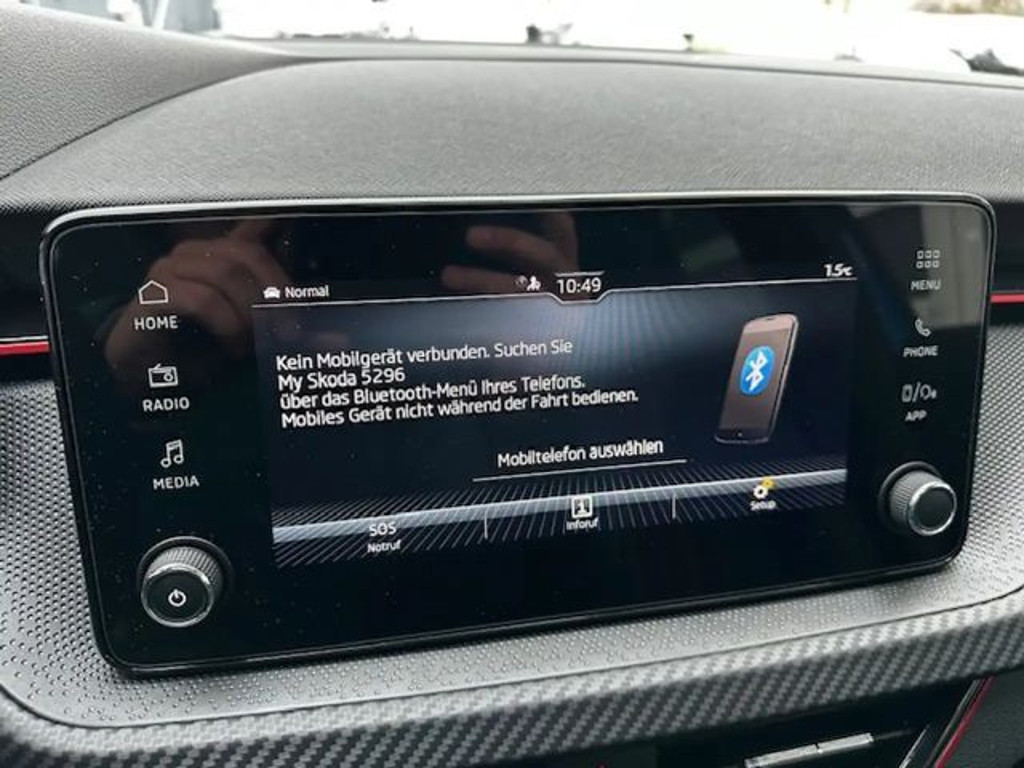 Normal
10:49
1.5°C
HOME
RADIO
MEDIA
Kein Mobilgerät verbunden. Suchen Sie
My Skoda 5296
über das Bluetooth-Menü Ihres Telefons.
Mobiles Gerät nicht während der Fahrt bedienen.
Mobiltelefon auswählen
SOS
Notruf
i
Inforuf
Setup
MENU
PHONE
APP